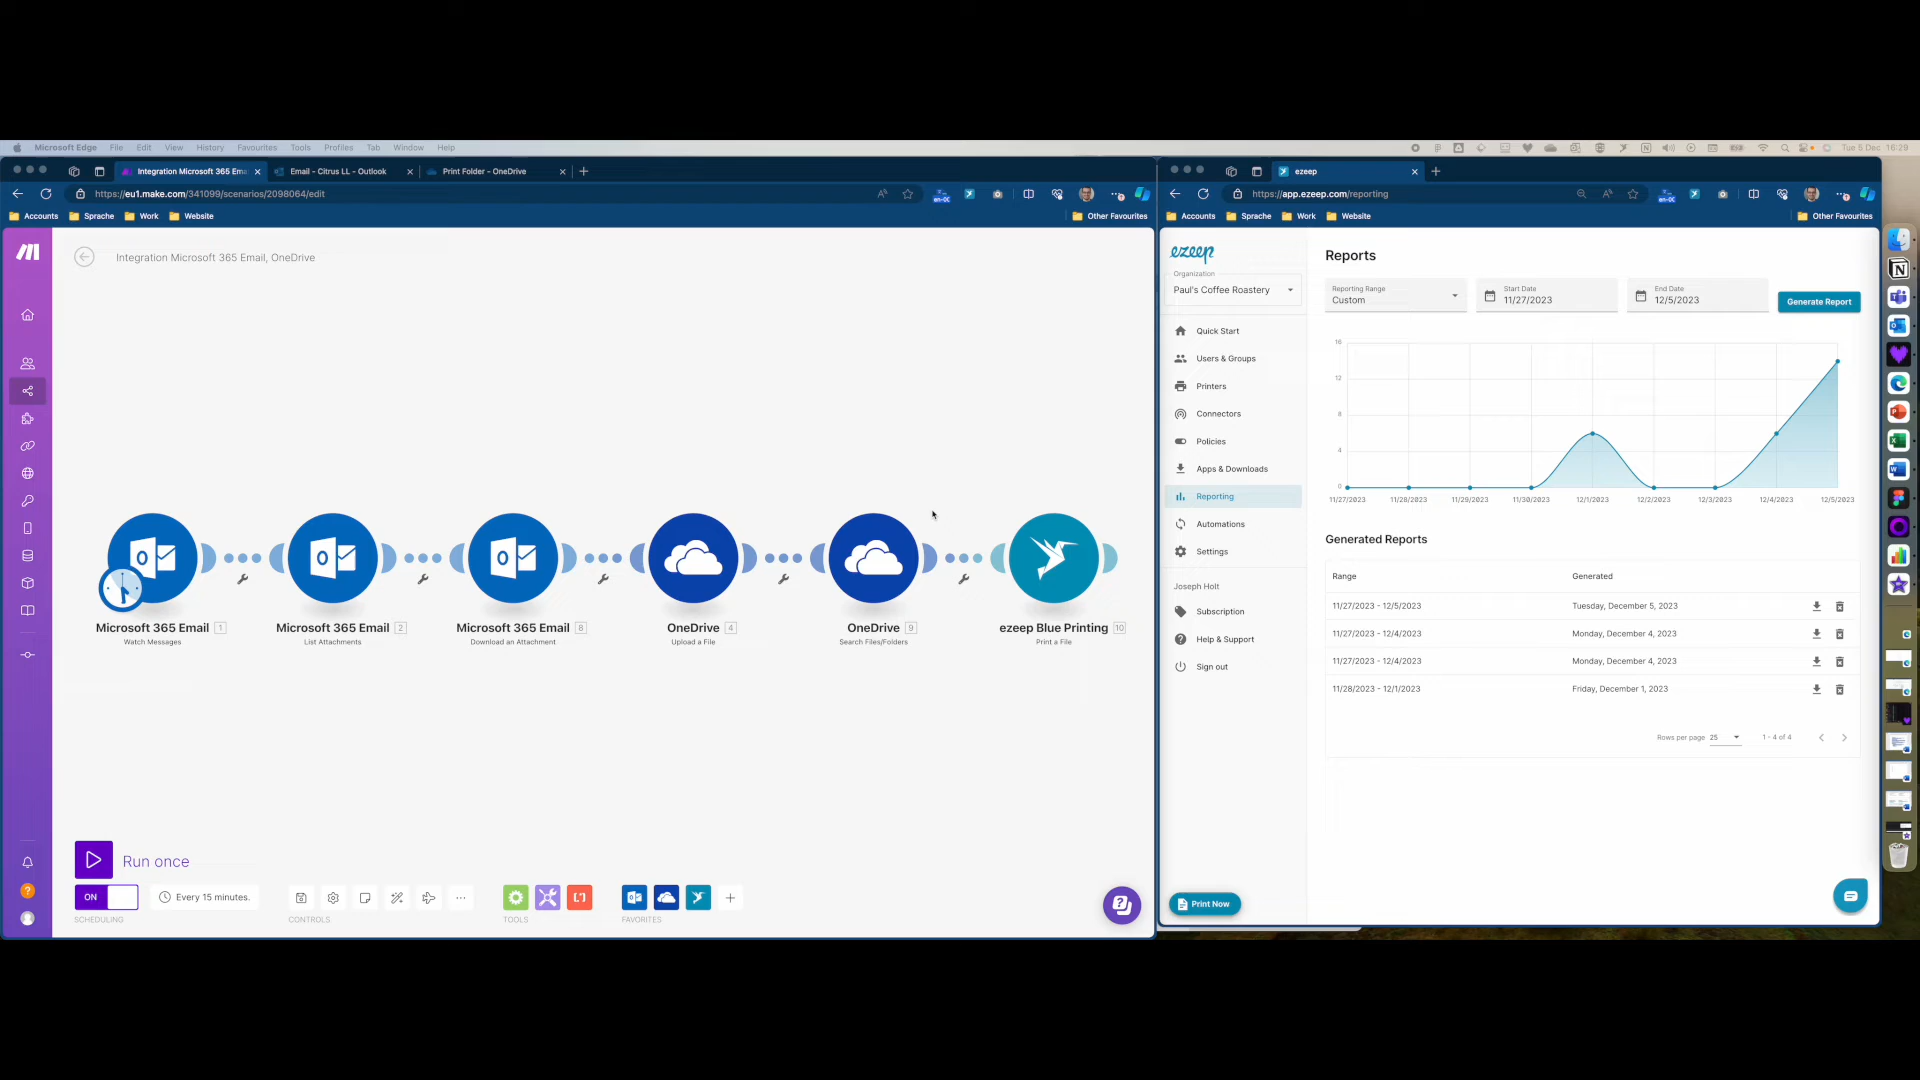 Microsoft Edge File Edit View History Favourites Tools Profiles Tab Window Help
Tue 5 Dec 16:29
Integration Microsoft 365 Ema
Email - Citrus LL - Outlook
Print Folder - OneDrive
https://eu1.make.com/341099/scenarios/2098064/edit
Accounts Sprache Work Website Other Favourites
Integration Microsoft 365 Email, OneDrive
Microsoft 365 Email 1
Watch Messages
Microsoft 365 Email 2
List Attachments
Microsoft 365 Email 8
Download an Attachment
OneDrive 4
Upload a File
OneDrive 9
Search Files/Folders
ezeep Blue Printing 10
Print a File
Run once
ON
Every 15 minutes.
SCHEDULING
CONTROLS
TOOLS
FAVORITES
ezeep
https://app.ezeep.com/reporting
Accounts Sprache Work Website Other Favourites
ezeep
Organization
Paul's Coffee Roastery
Quick Start
Users & Groups
Printers
Connectors
Policies
Apps & Downloads
Reporting
Automations
Settings
Joseph Holt
Subscription
Help & Support
Sign out
Print Now
Reports
Reporting Range
Custom
Start Date
11/27/2023
End Date
12/5/2023
Generate Report
16
12
8
4
0
11/27/2023 11/28/2023 11/29/2023 11/30/2023 12/1/2023 12/2/2023 12/3/2023 12/4/2023 12/5/2023
Generated Reports
Range Generated
11/27/2023 - 12/5/2023 Tuesday, December 5, 2023
11/27/2023 - 12/4/2023 Monday, December 4, 2023
11/27/2023 - 12/4/2023 Monday, December 4, 2023
11/28/2023 - 12/1/2023 Friday, December 1, 2023
Rows per page 25 1 - 4 of 4